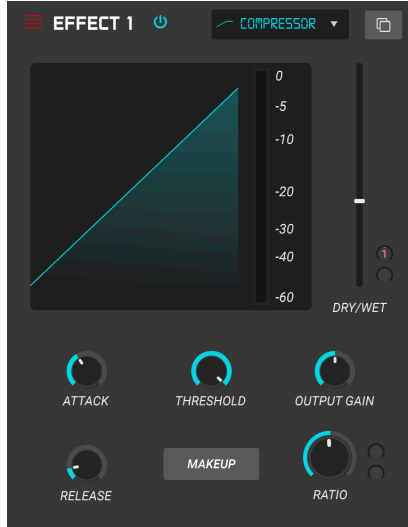 EFFECT 1
COMPRESSOR
0
-5
-10
-20
-30
-40
-60
1
DRY/WET
ATTACK
THRESHOLD
OUTPUT GAIN
RELEASE
MAKEUP
RATIO